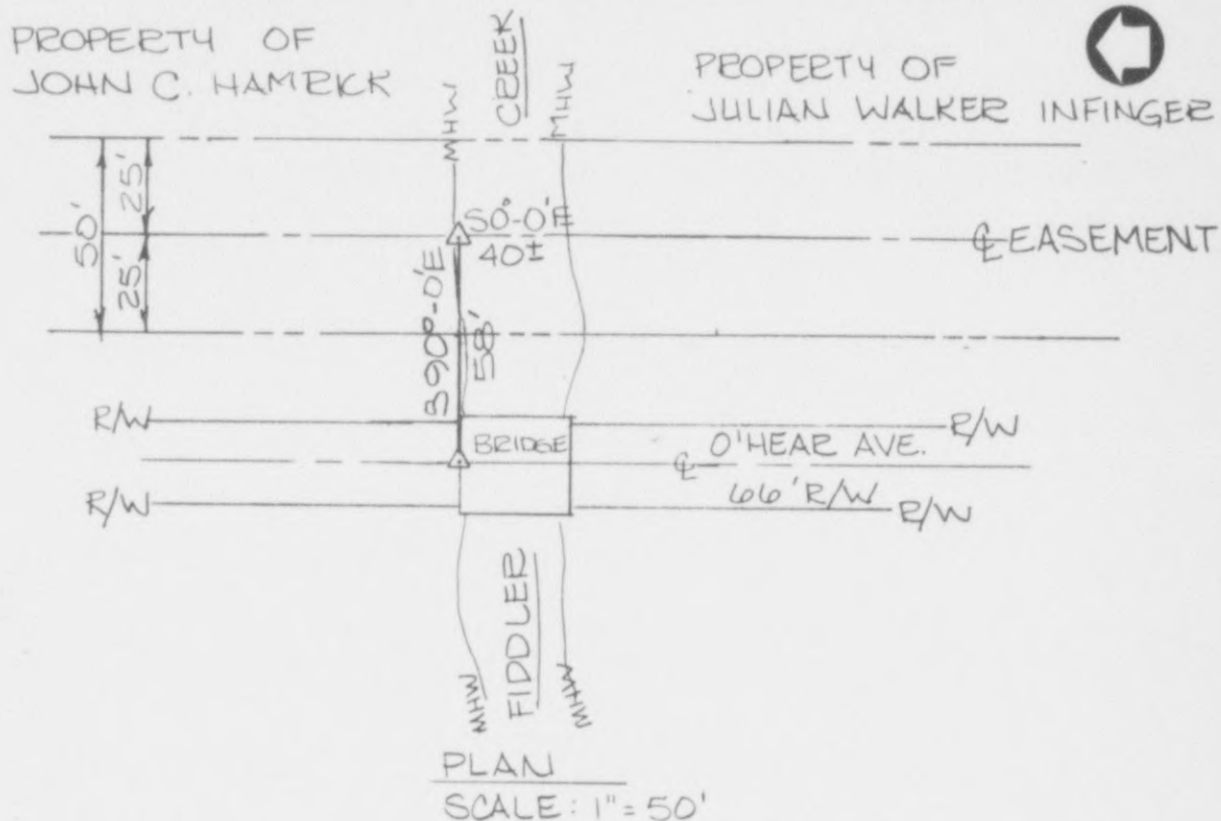 PROPERTY OF
JOHN C. HAMRICK
CREEK
MHW
MHW
PROPERTY OF
JULIAN WALKER INFINGER
50'
25'
25'
S0°-0'E
40±
℄ EASEMENT
S90°-0'E
58'
R/W
R/W
BRIDGE
O'HEAR AVE.
℄
66' R/W
R/W
R/W
FIDDLER
MHW
MHW
PLAN
SCALE: 1" = 50'